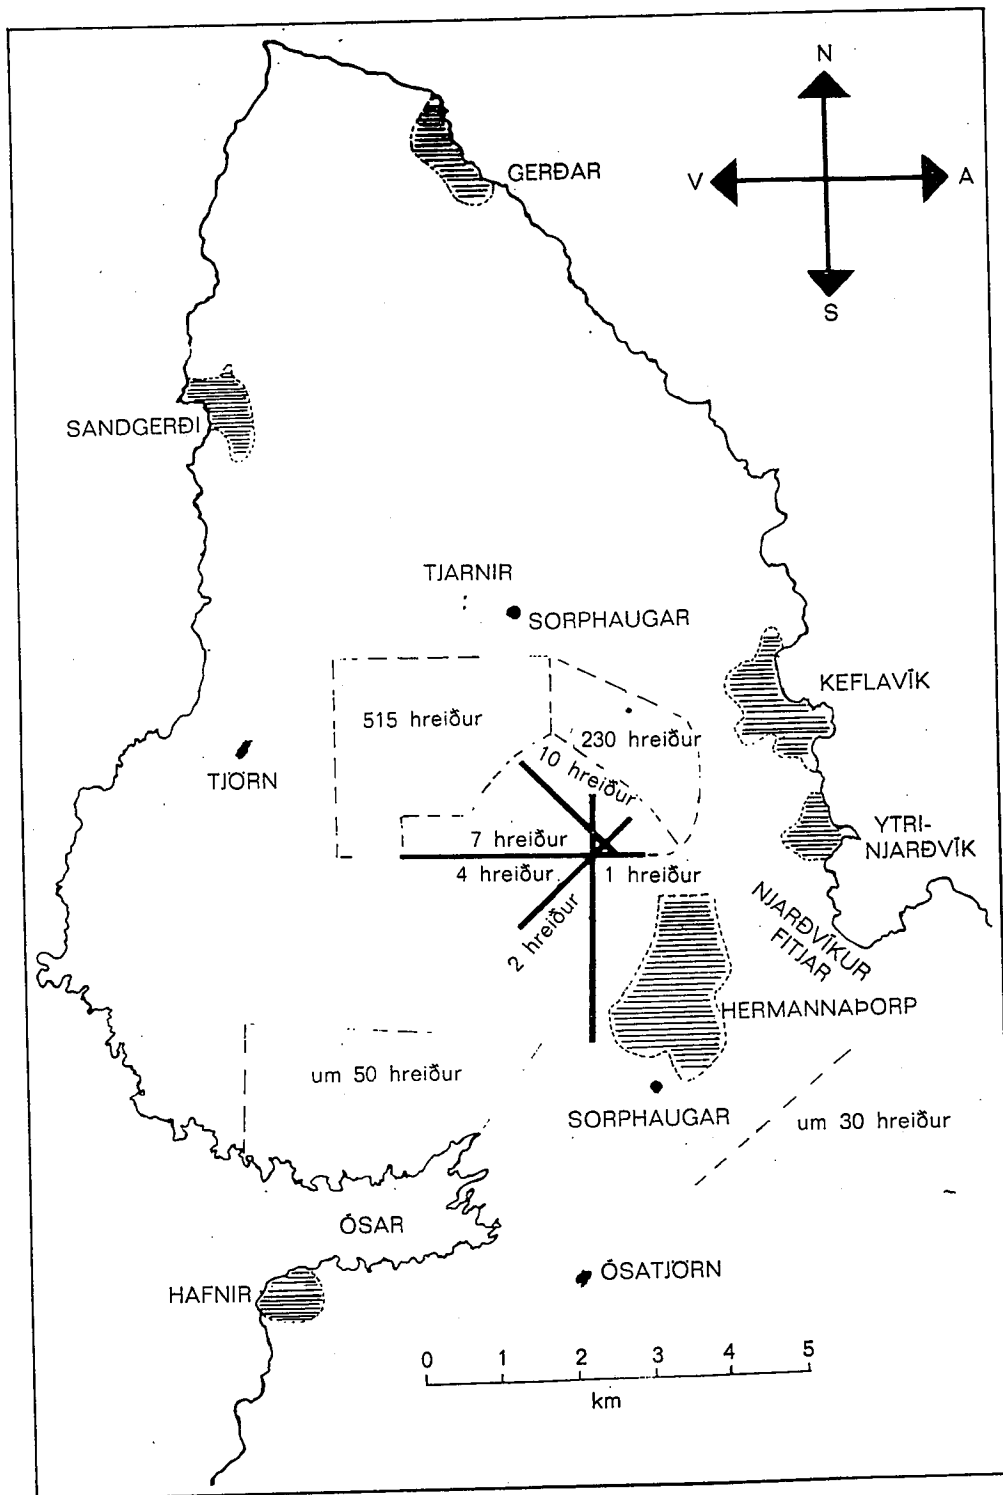 N
GERÐAR
V
A
S
SANDGERÐI
TJARNIR
SORPHAUGAR
KEFLAVÍK
515 hreiður
230 hreiður
10 hreiður
TJÖRN
YTRI-
NJARÐVÍK
7 hreiður
4 hreiður
1 hreiður
2 hreiður
NJARÐVÍKUR
FITJAR
HERMANNAÞORP
um 50 hreiður
SORPHAUGAR
um 30 hreiður
ÓSAR
ÓSATJÖRN
HAFNIR
0 1 2 3 4 5
km